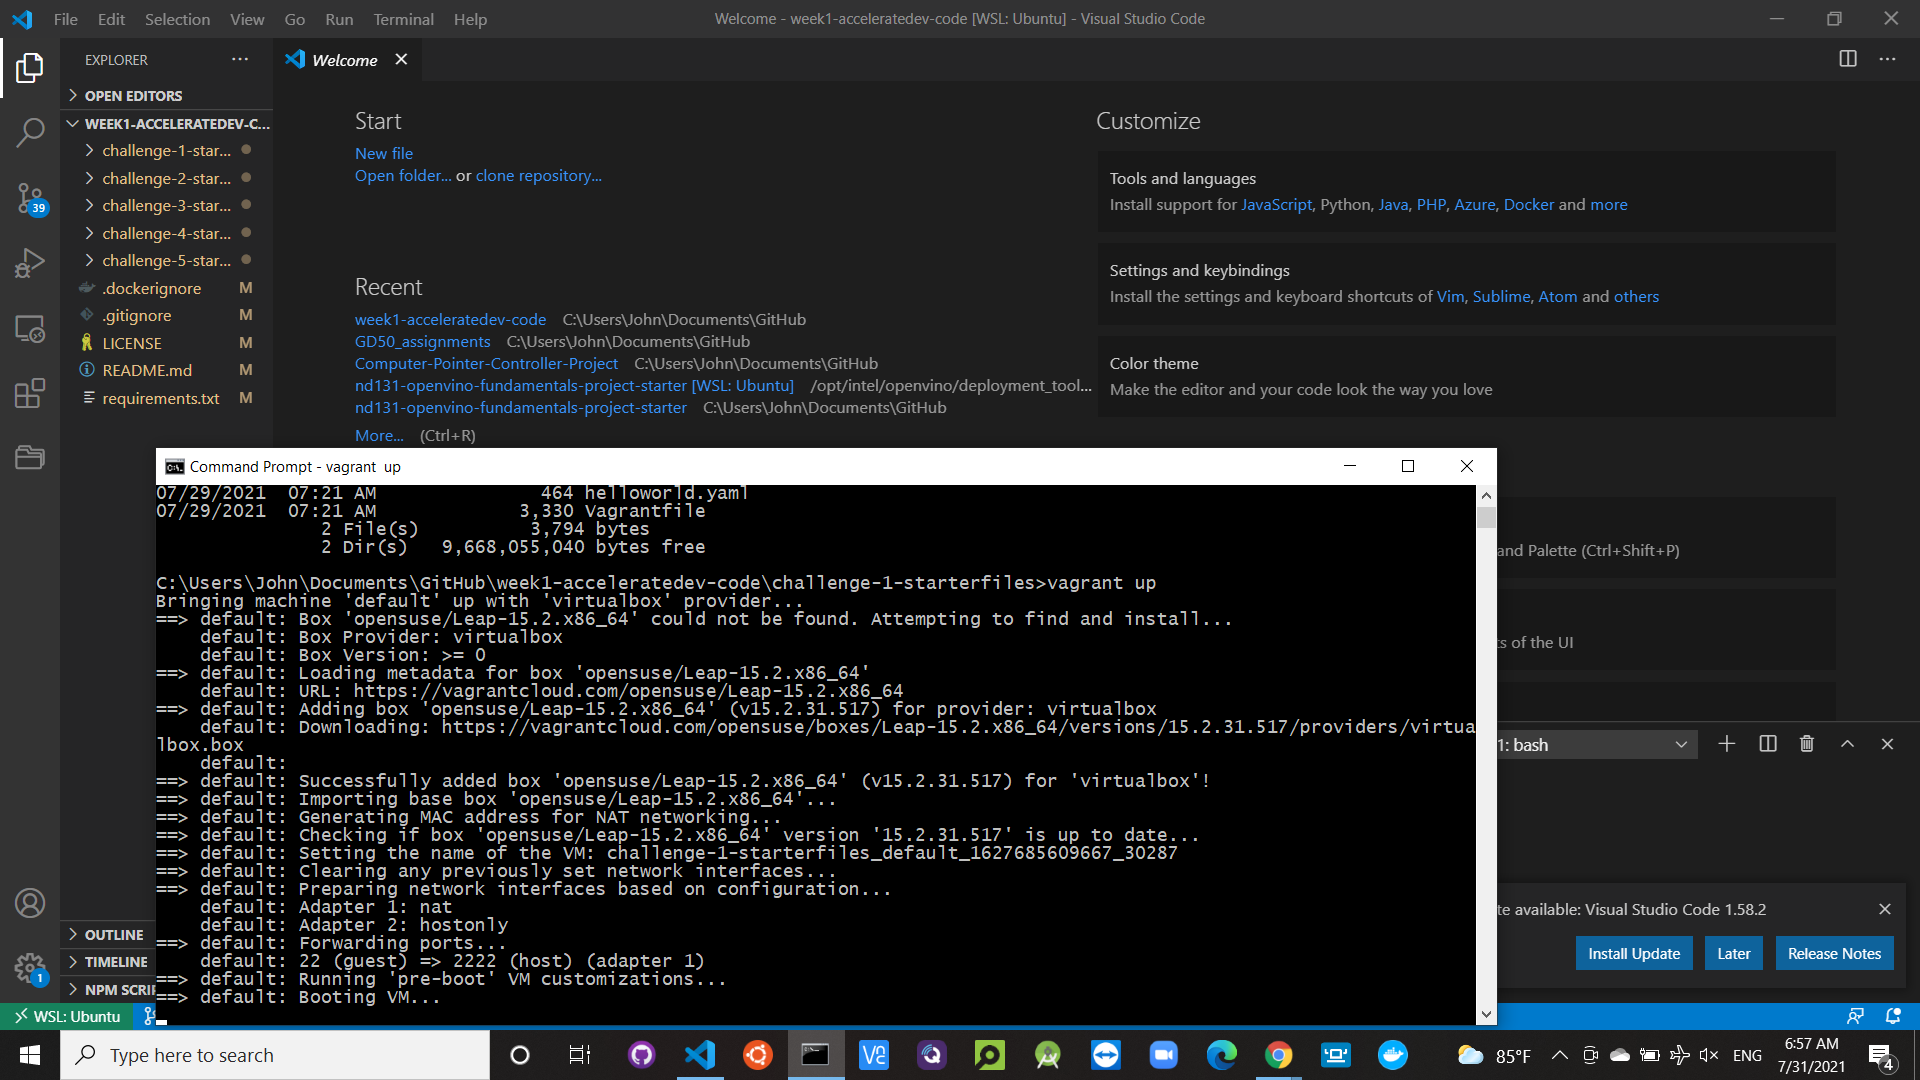 File Edit Selection View Go Run Terminal Help
Welcome - week1-acceleratedev-code [WSL: Ubuntu] - Visual Studio Code
EXPLORER
Welcome
OPEN EDITORS
WEEK1-ACCELERATEDEV-C...
challenge-1-star...
challenge-2-star...
challenge-3-star...
challenge-4-star...
challenge-5-star...
.dockerignore M
.gitignore M
LICENSE M
README.md M
requirements.txt M
39
Start
New file
Open folder... or clone repository...
Recent
week1-acceleratedev-code C:\Users\John\Documents\GitHub
GD50_assignments C:\Users\John\Documents\GitHub
Computer-Pointer-Controller-Project C:\Users\John\Documents\GitHub
nd131-openvino-fundamentals-project-starter [WSL: Ubuntu] /opt/intel/openvino/deployment_tool...
nd131-openvino-fundamentals-project-starter C:\Users\John\Documents\GitHub
More... (Ctrl+R)
Customize
Tools and languages
Install support for JavaScript, Python, Java, PHP, Azure, Docker and more
Settings and keybindings
Install the settings and keyboard shortcuts of Vim, Sublime, Atom and others
Color theme
Make the editor and your code look the way you love
and Palette (Ctrl+Shift+P)
ts of the UI
Command Prompt - vagrant up
07/29/2021 07:21 AM 464 helloworld.yaml
07/29/2021 07:21 AM 3,330 Vagrantfile
2 File(s) 3,794 bytes
2 Dir(s) 9,668,055,040 bytes free
C:\Users\John\Documents\GitHub\week1-acceleratedev-code\challenge-1-starterfiles>vagrant up
Bringing machine 'default' up with 'virtualbox' provider...
==> default: Box 'opensuse/Leap-15.2.x86_64' could not be found. Attempting to find and install...
default: Box Provider: virtualbox
default: Box Version: >= 0
==> default: Loading metadata for box 'opensuse/Leap-15.2.x86_64'
default: URL: https://vagrantcloud.com/opensuse/Leap-15.2.x86_64
==> default: Adding box 'opensuse/Leap-15.2.x86_64' (v15.2.31.517) for provider: virtualbox
default: Downloading: https://vagrantcloud.com/opensuse/boxes/Leap-15.2.x86_64/versions/15.2.31.517/providers/virtua
lbox.box
default:
==> default: Successfully added box 'opensuse/Leap-15.2.x86_64' (v15.2.31.517) for 'virtualbox'!
==> default: Importing base box 'opensuse/Leap-15.2.x86_64'...
==> default: Generating MAC address for NAT networking...
==> default: Checking if box 'opensuse/Leap-15.2.x86_64' version '15.2.31.517' is up to date...
==> default: Setting the name of the VM: challenge-1-starterfiles_default_1627685609667_30287
==> default: Clearing any previously set network interfaces...
==> default: Preparing network interfaces based on configuration...
default: Adapter 1: nat
default: Adapter 2: hostonly
==> default: Forwarding ports...
default: 22 (guest) => 2222 (host) (adapter 1)
==> default: Running 'pre-boot' VM customizations...
==> default: Booting VM...
1: bash
te available: Visual Studio Code 1.58.2
Install Update Later Release Notes
OUTLINE
TIMELINE
NPM SCRIP
1
WSL: Ubuntu
Type here to search
85°F
ENG
6:57 AM
7/31/2021
4